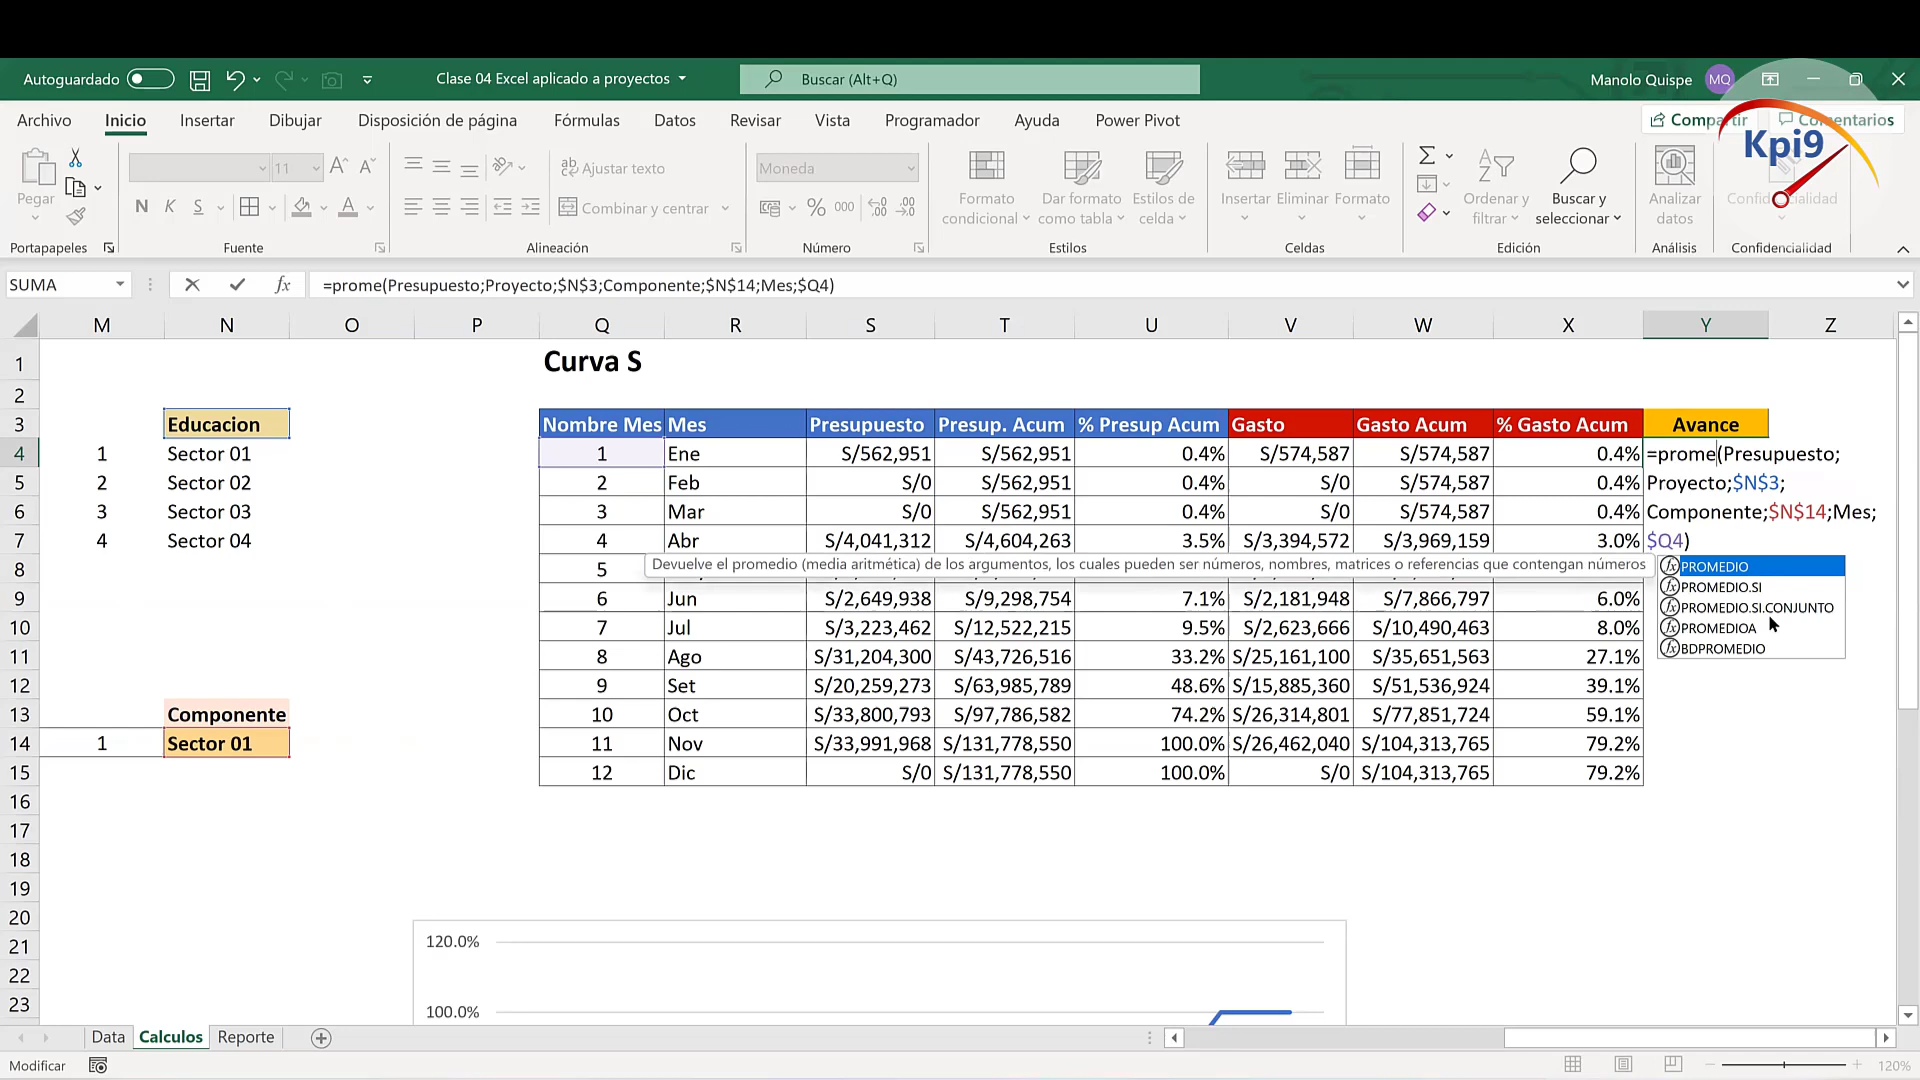 Autoguardado
Clase 04 Excel aplicado a proyectos
Buscar (Alt+Q)
Manolo Quispe
MQ
Archivo Inicio Insertar Dibujar Disposición de página Fórmulas Datos Revisar Vista Programador Ayuda Power Pivot
Compartir
Comentarios
Kpi9
Pegar
11
N K S
Ajustar texto
Combinar y centrar
Moneda
% 000
Formato condicional
Dar formato como tabla
Estilos de celda
Insertar Eliminar Formato
Ordenar y filtrar
Buscar y seleccionar
Analizar datos
Confidencialidad
Portapapeles Fuente Alineación Número Estilos Celdas Edición Análisis Confidencialidad
SUMA
fx
=prome(Presupuesto;Proyecto;$N$3;Componente;$N$14;Mes;$Q4)
M N O P Q R S T U V W X Y Z
1 Curva S
2
3 Educacion Nombre Mes Mes Presupuesto Presup. Acum % Presup Acum Gasto Gasto Acum % Gasto Acum Avance
4 1 Sector 01 1 Ene S/562,951 S/562,951 0.4% S/574,587 S/574,587 0.4% =prome(Presupuesto;
5 2 Sector 02 2 Feb S/0 S/562,951 0.4% S/0 S/574,587 0.4% Proyecto;$N$3;
6 3 Sector 03 3 Mar S/0 S/562,951 0.4% S/0 S/574,587 0.4% Componente;$N$14;Mes;
7 4 Sector 04 4 Abr S/4,041,312 S/4,604,263 3.5% S/3,394,572 S/3,969,159 3.0% $Q4)
8 5
Devuelve el promedio (media aritmética) de los argumentos, los cuales pueden ser números, nombres, matrices o referencias que contengan números
PROMEDIO
PROMEDIO.SI
PROMEDIO.SI.CONJUNTO
PROMEDIOA
BDPROMEDIO
9 6 Jun S/2,649,938 S/9,298,754 7.1% S/2,181,948 S/7,866,797 6.0%
10 7 Jul S/3,223,462 S/12,522,215 9.5% S/2,623,666 S/10,490,463 8.0%
11 8 Ago S/31,204,300 S/43,726,516 33.2% S/25,161,100 S/35,651,563 27.1%
12 9 Set S/20,259,273 S/63,985,789 48.6% S/15,885,360 S/51,536,924 39.1%
13 Componente 10 Oct S/33,800,793 S/97,786,582 74.2% S/26,314,801 S/77,851,724 59.1%
14 1 Sector 01 11 Nov S/33,991,968 S/131,778,550 100.0% S/26,462,040 S/104,313,765 79.2%
15 12 Dic S/0 S/131,778,550 100.0% S/0 S/104,313,765 79.2%
16
17
18
19
20
21 120.0%
22
23 100.0%
Data Calculos Reporte
Modificar
120%